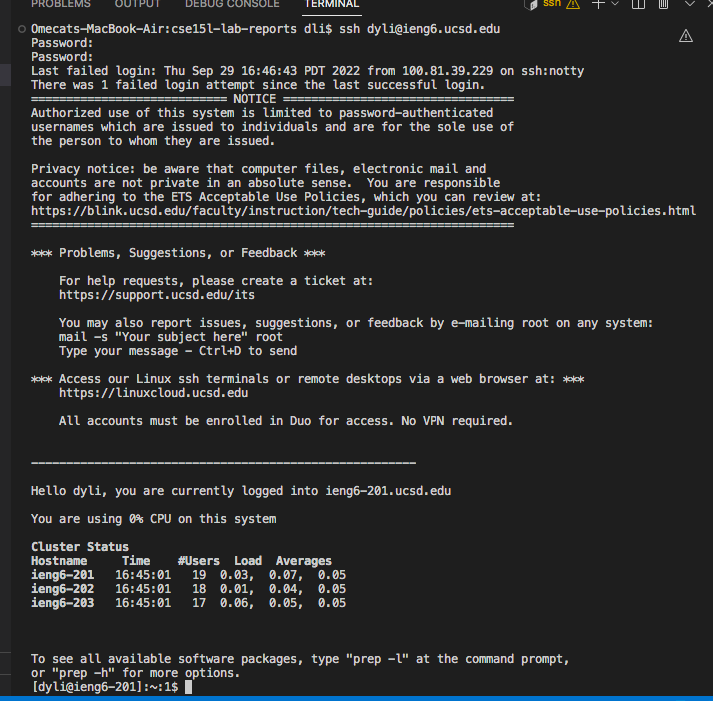 PROBLEMS OUTPUT DEBUG CONSOLE TERMINAL ssh
Omecats-MacBook-Air:cse15l-lab-reports dli$ ssh dyli@ieng6.ucsd.edu
Password:
Password:
Last failed login: Thu Sep 29 16:46:43 PDT 2022 from 100.81.39.229 on ssh:notty
There was 1 failed login attempt since the last successful login.
============================ NOTICE =================================
Authorized use of this system is limited to password-authenticated
usernames which are issued to individuals and are for the sole use of
the person to whom they are issued.
Privacy notice: be aware that computer files, electronic mail and
accounts are not private in an absolute sense.  You are responsible
for adhering to the ETS Acceptable Use Policies, which you can review at:
https://blink.ucsd.edu/faculty/instruction/tech-guide/policies/ets-acceptable-use-policies.html
=====================================================================
*** Problems, Suggestions, or Feedback ***
For help requests, please create a ticket at:
https://support.ucsd.edu/its
You may also report issues, suggestions, or feedback by e-mailing root on any system:
mail -s "Your subject here" root
Type your message - Ctrl+D to send
*** Access our Linux ssh terminals or remote desktops via a web browser at: ***
https://linuxcloud.ucsd.edu
All accounts must be enrolled in Duo for access. No VPN required.
-------------------------------------------------------
Hello dyli, you are currently logged into ieng6-201.ucsd.edu
You are using 0% CPU on this system
Cluster Status
Hostname     Time    #Users  Load  Averages
ieng6-201   16:45:01   19  0.03,  0.07,  0.05
ieng6-202   16:45:01   18  0.01,  0.04,  0.05
ieng6-203   16:45:01   17  0.06,  0.05,  0.05
To see all available software packages, type "prep -l" at the command prompt,
or "prep -h" for more options.
[dyli@ieng6-201]:~:1$